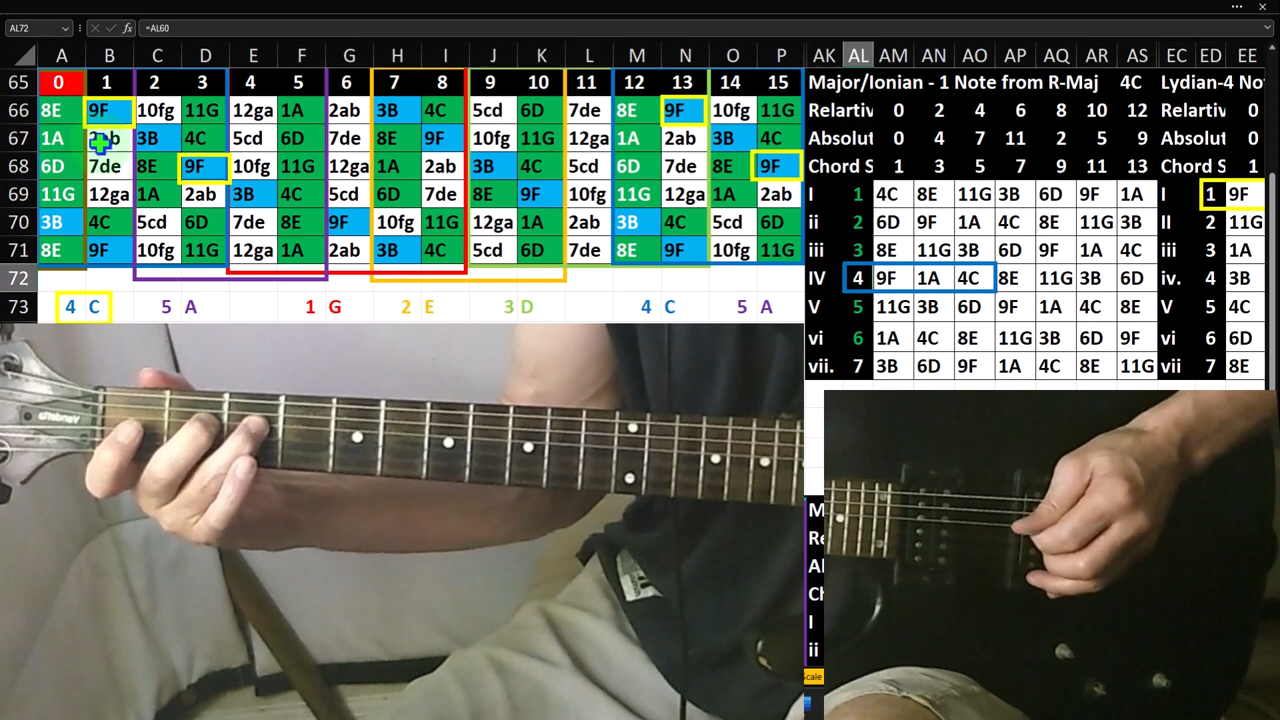 AL72 fx =AL60
A B C D E F G H I J K L M N O P AK AL AM AN AO AP AQ AR AS EC ED EE
65 0 1 2 3 4 5 6 7 8 9 10 11 12 13 14 15 Major/Ionian - 1 Note from R-Maj 4C Lydian-4 No
66 8E 9F 10fg 11G 12ga 1A 2ab 3B 4C 5cd 6D 7de 8E 9F 10fg 11G Relartiv 0 2 4 6 8 10 12 Relartiv
67 1A 2ab 3B 4C 5cd 6D 7de 8E 9F 10fg 11G 12ga 1A 2ab 3B 4C Absolut 0 4 7 11 2 5 9 Absolut
68 6D 7de 8E 9F 10fg 11G 12ga 1A 2ab 3B 4C 5cd 6D 7de 8E 9F Chord S 1 3 5 7 9 11 13 Chord S
69 11G 12ga 1A 2ab 3B 4C 5cd 6D 7de 8E 9F 10fg 11G 12ga 1A 2ab I 1 4C 8E 11G 3B 6D 9F 1A I 1 9F
70 3B 4C 5cd 6D 7de 8E 9F 10fg 11G 12ga 1A 2ab 3B 4C 5cd 6D ii 2 6D 9F 1A 4C 8E 11G 3B II 2 11G
71 8E 9F 10fg 11G 12ga 1A 2ab 3B 4C 5cd 6D 7de 8E 9F 10fg 11G iii 3 8E 11G 3B 6D 9F 1A 4C iii 3 1A
72 IV 4 9F 1A 4C 8E 11G 3B 6D iv. 4 3B
73 4 C 5 A 1 G 2 E 3 D 4 C 5 A V 5 11G 3B 6D 9F 1A 4C 8E V 5 4C
vi 6 1A 4C 8E 11G 3B 6D 9F vi 6 6D
vii. 7 3B 6D 9F 1A 4C 8E 11G vii 7 8E
M
Re
Al
Cl
I
ii
Scale